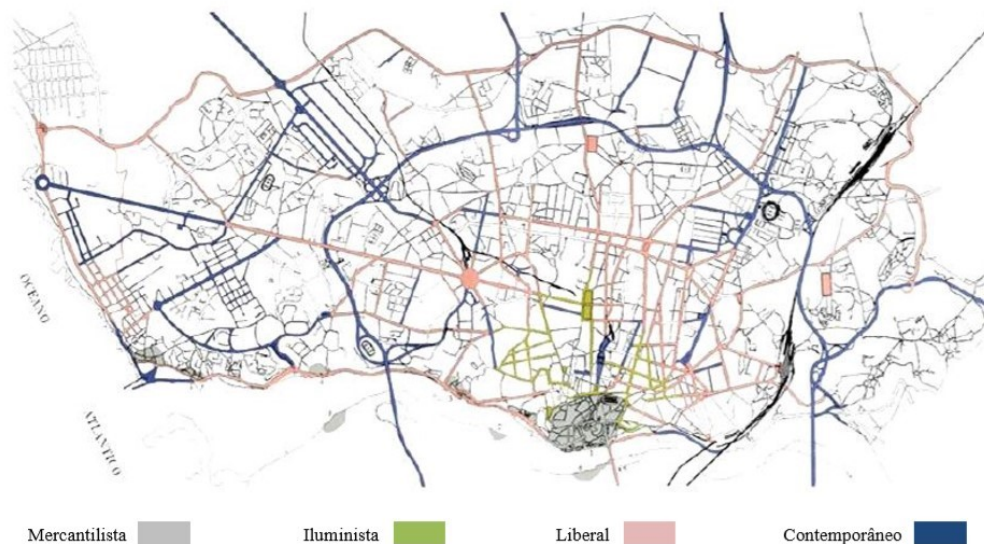 OCEANO
ATLANTICO
Mercantilista
Iluminista
Liberal
Contemporâneo